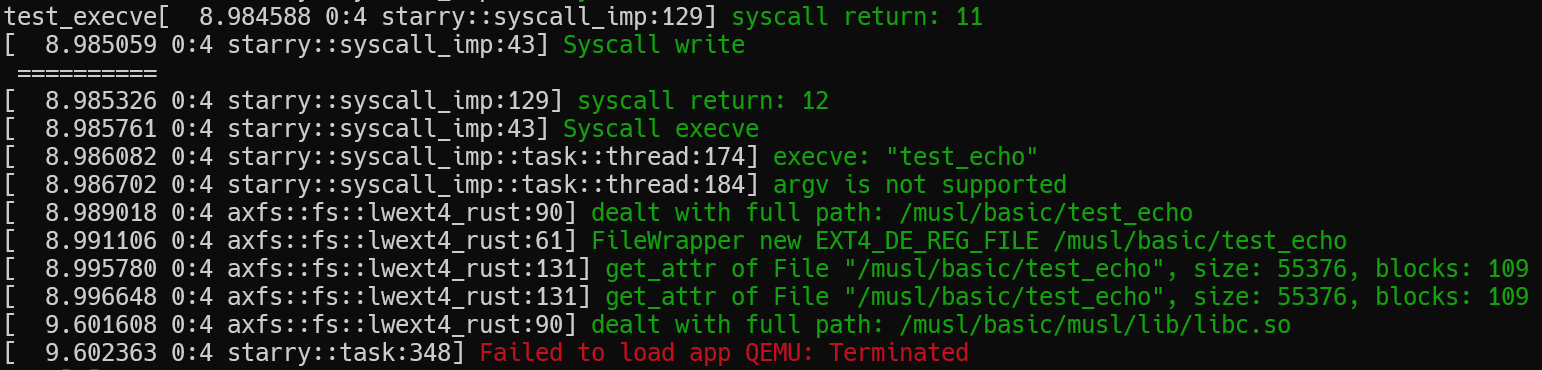 test_execve[  8.984588 0:4 starry::syscall_imp:129] syscall return: 11
[  8.985059 0:4 starry::syscall_imp:43] Syscall write
 ==========
[  8.985326 0:4 starry::syscall_imp:129] syscall return: 12
[  8.985761 0:4 starry::syscall_imp:43] Syscall execve
[  8.986082 0:4 starry::syscall_imp::task::thread:174] execve: "test_echo"
[  8.986702 0:4 starry::syscall_imp::task::thread:184] argv is not supported
[  8.989018 0:4 axfs::fs::lwext4_rust:90] dealt with full path: /musl/basic/test_echo
[  8.991106 0:4 axfs::fs::lwext4_rust:61] FileWrapper new EXT4_DE_REG_FILE /musl/basic/test_echo
[  8.995780 0:4 axfs::fs::lwext4_rust:131] get_attr of File "/musl/basic/test_echo", size: 55376, blocks: 109
[  8.996648 0:4 axfs::fs::lwext4_rust:131] get_attr of File "/musl/basic/test_echo", size: 55376, blocks: 109
[  9.601608 0:4 axfs::fs::lwext4_rust:90] dealt with full path: /musl/basic/musl/lib/libc.so
[  9.602363 0:4 starry::task:348] Failed to load app QEMU: Terminated